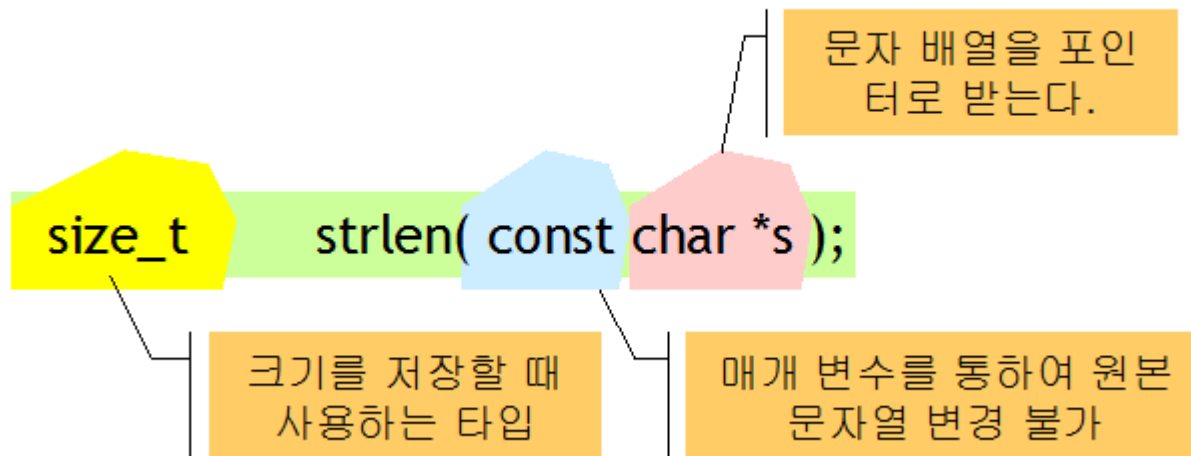 문자 배열을 포인
터로 받는다.
size_t strlen( const char *s );
크기를 저장할 때
사용하는 타입
매개 변수를 통하여 원본
문자열 변경 불가